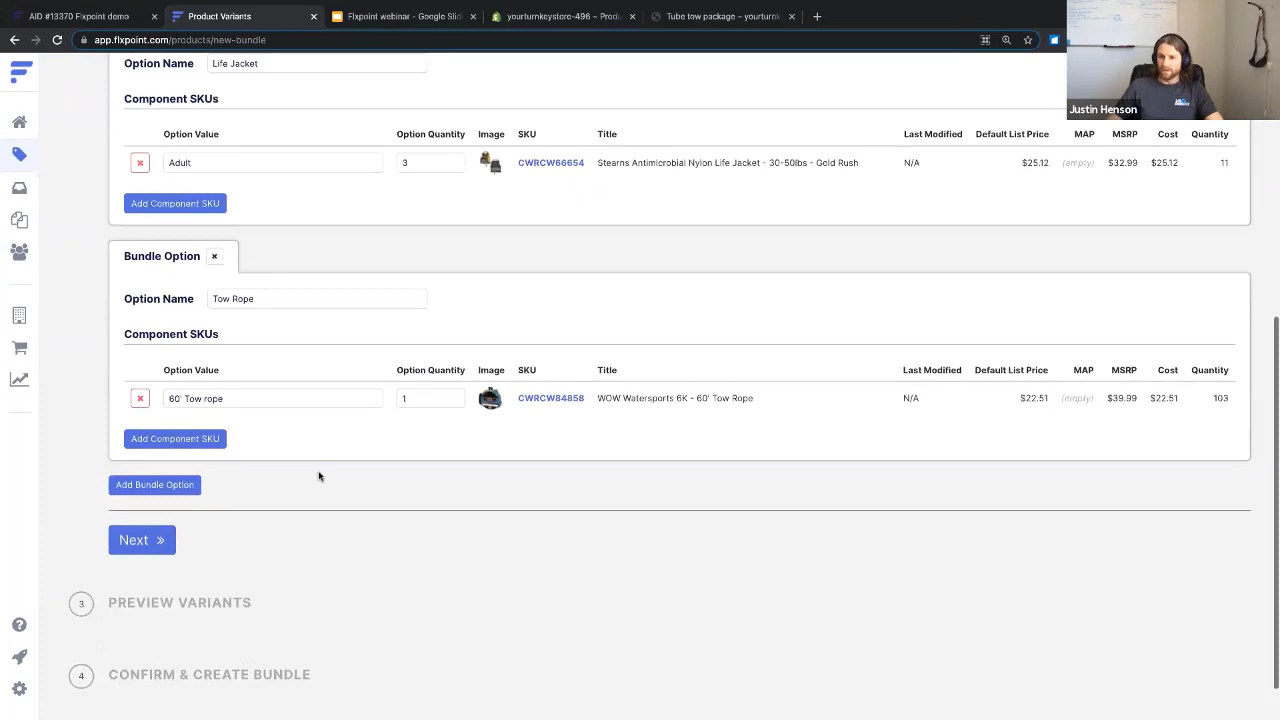 AID #13370 Flxpoint demo
Product Variants
Flxpoint webinar - Google Slid
yourturnkeystore-496 ~ Produ
Tube tow package – yourturnk
app.flxpoint.com/products/new-bundle
Justin Henson
Option Name Life Jacket
Component SKUs
Option Value Option Quantity Image SKU Title Last Modified Default List Price MAP MSRP Cost Quantity
Adult 3 CWRCW66654 Stearns Antimicrobial Nylon Life Jacket - 30-50lbs - Gold Rush N/A $25.12 (empty) $32.99 $25.12 11
Add Component SKU
Bundle Option
Option Name Tow Rope
Component SKUs
Option Value Option Quantity Image SKU Title Last Modified Default List Price MAP MSRP Cost Quantity
60' Tow rope 1 CWRCW84858 WOW Watersports 6K - 60' Tow Rope N/A $22.51 (empty) $39.99 $22.51 103
Add Component SKU
Add Bundle Option
Next »
3 PREVIEW VARIANTS
4 CONFIRM & CREATE BUNDLE